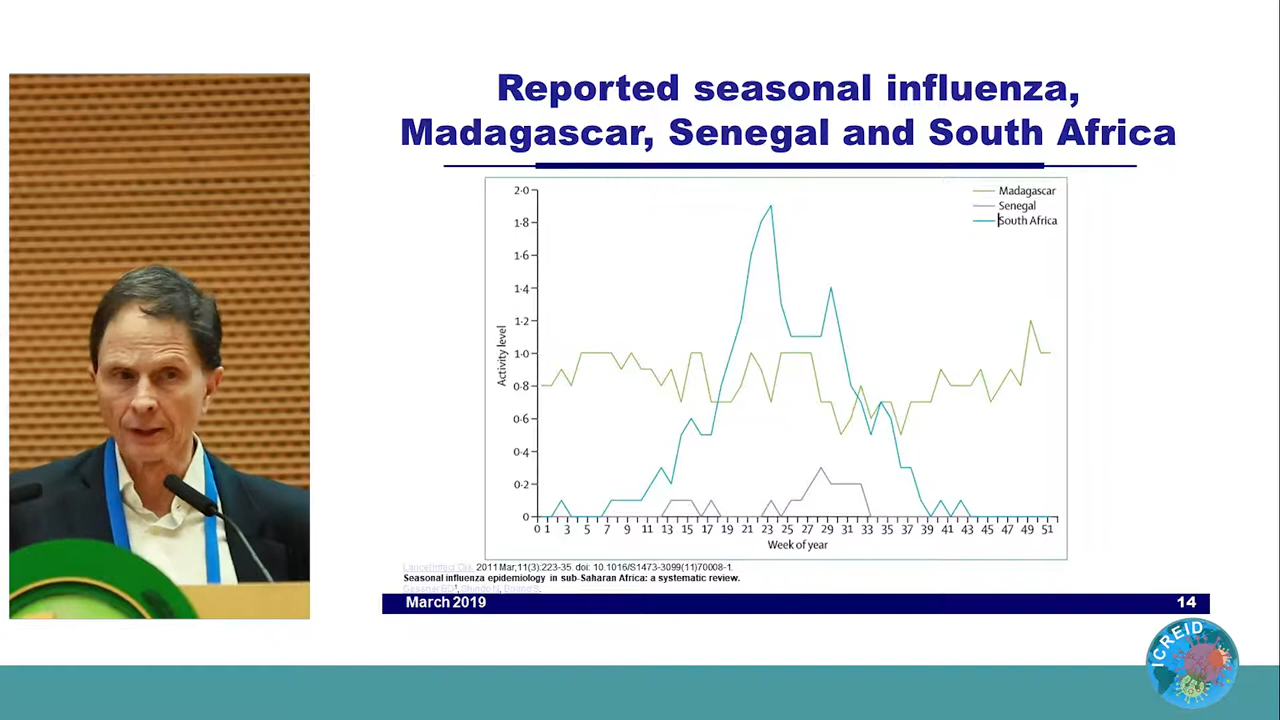 Reported seasonal influenza,
Madagascar, Senegal and South Africa
Madagascar
Senegal
South Africa
Activity level
2·0
1·8
1·6
1·4
1·2
1·0
0·8
0·6
0·4
0·2
0
0 1 3 5 7 9 11 13 15 17 19 21 23 25 27 29 31 33 35 37 39 41 43 45 47 49 51
Week of year
Lancet Infect Dis. 2011 Mar;11(3):223-35. doi: 10.1016/S1473-3099(11)70008-1.
Seasonal influenza epidemiology in sub-Saharan Africa: a systematic review.
March 2019
14
ICREID